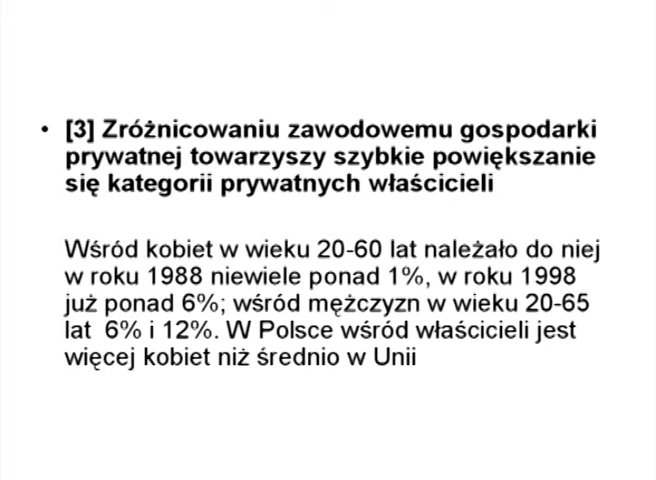 • [3] Zróżnicowaniu zawodowemu gospodarki
prywatnej towarzyszy szybkie powiększanie
się kategorii prywatnych właścicieli
Wśród kobiet w wieku 20-60 lat należało do niej
w roku 1988 niewiele ponad 1%, w roku 1998
już ponad 6%; wśród mężczyzn w wieku 20-65
lat  6% i 12%. W Polsce wśród właścicieli jest
więcej kobiet niż średnio w Unii